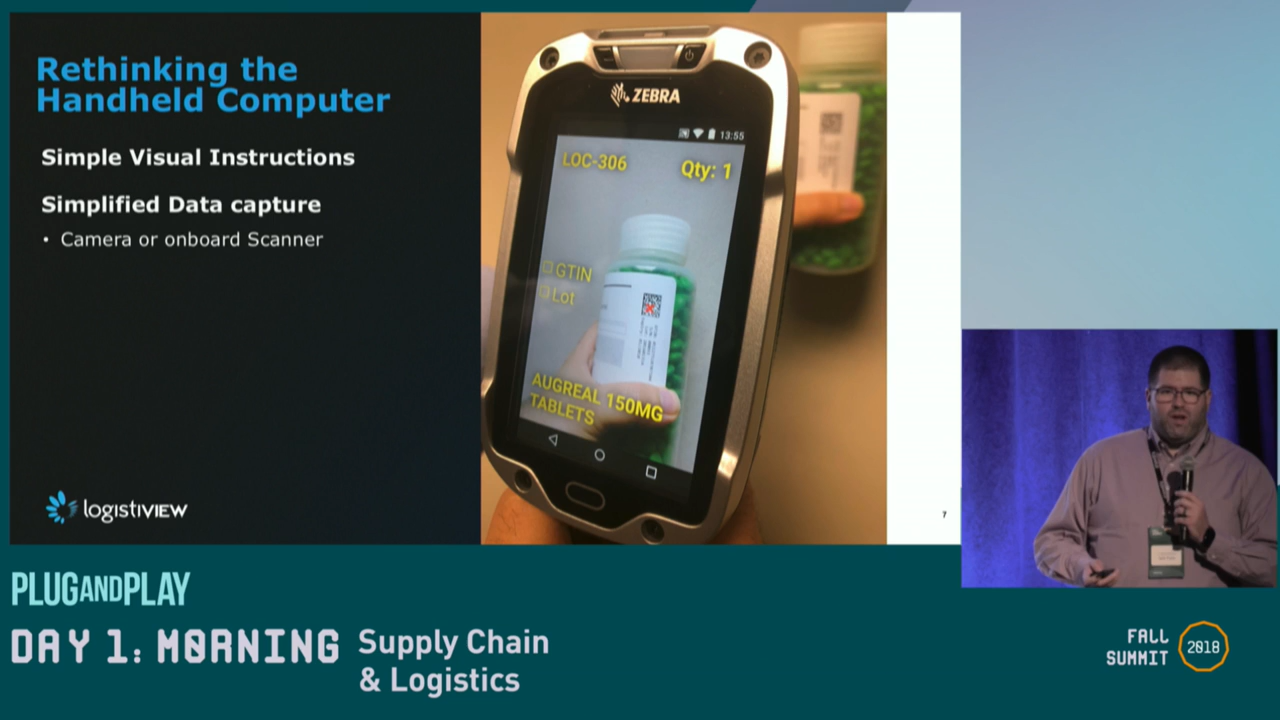 Rethinking the
Handheld Computer
Simple Visual Instructions
Simplified Data capture
• Camera or onboard Scanner
logistiVIEW
ZEBRA
13:55
LOC-306
Qty: 1
GTIN
Lot
AUGREAL 150MG
TABLETS
7
PLUGANDPLAY
DAY 1: MORNING
Supply Chain
& Logistics
FALL
SUMMIT
2018